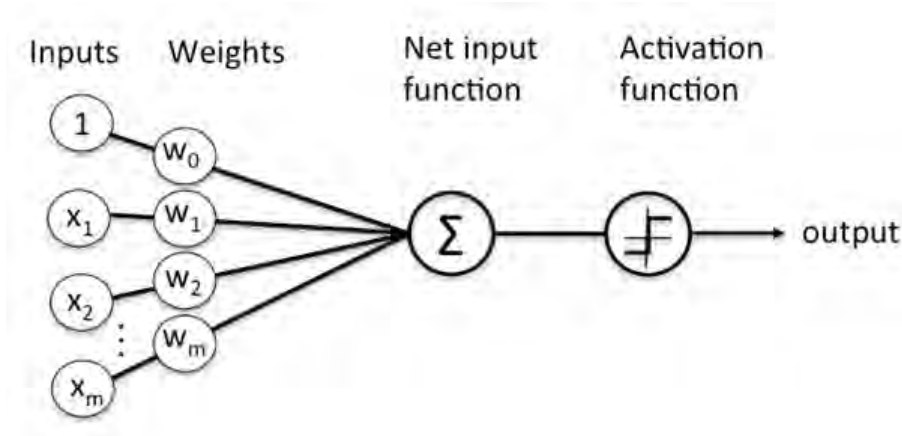 Inputs
Weights
Net input
function
Activation
function
1
w₀
x₁
w₁
x₂
w₂
⋮
xₘ
wₘ
Σ
output